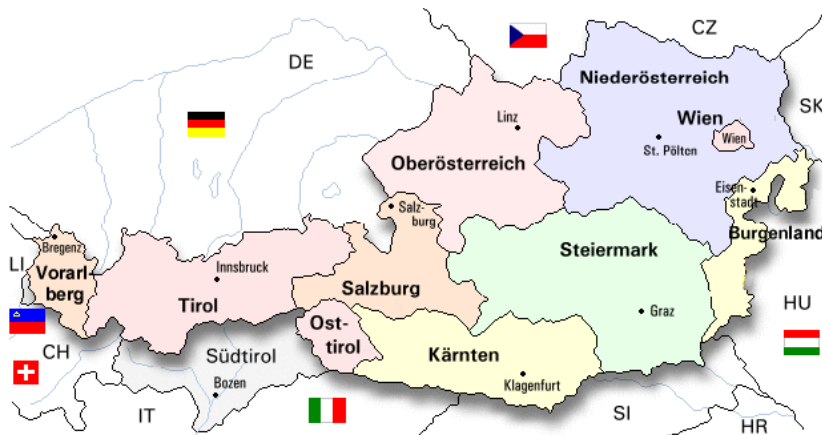 CZ
DE
Niederösterreich
SK
Linz
Wien
Wien
St. Pölten
Oberösterreich
Eisen-
stadt
Salz-
burg
Burgenland
Bregenz
Steiermark
LI
Vorarl-
berg
Innsbruck
Salzburg
Tirol
HU
Graz
Ost-
tirol
CH
Südtirol
Kärnten
Bozen
Klagenfurt
IT
SI
HR